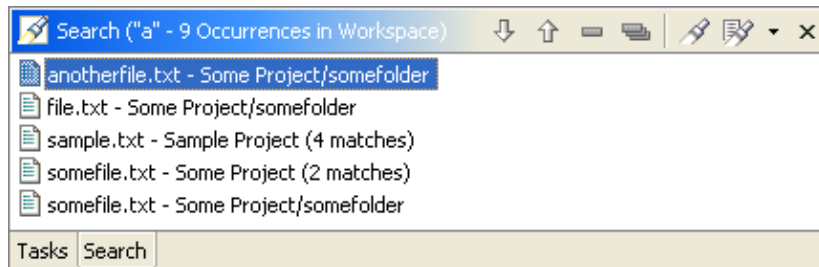 Search ("a" - 9 Occurrences in Workspace)
anotherfile.txt - Some Project/somefolder
file.txt - Some Project/somefolder
sample.txt - Sample Project (4 matches)
somefile.txt - Some Project (2 matches)
somefile.txt - Some Project/somefolder
Tasks Search